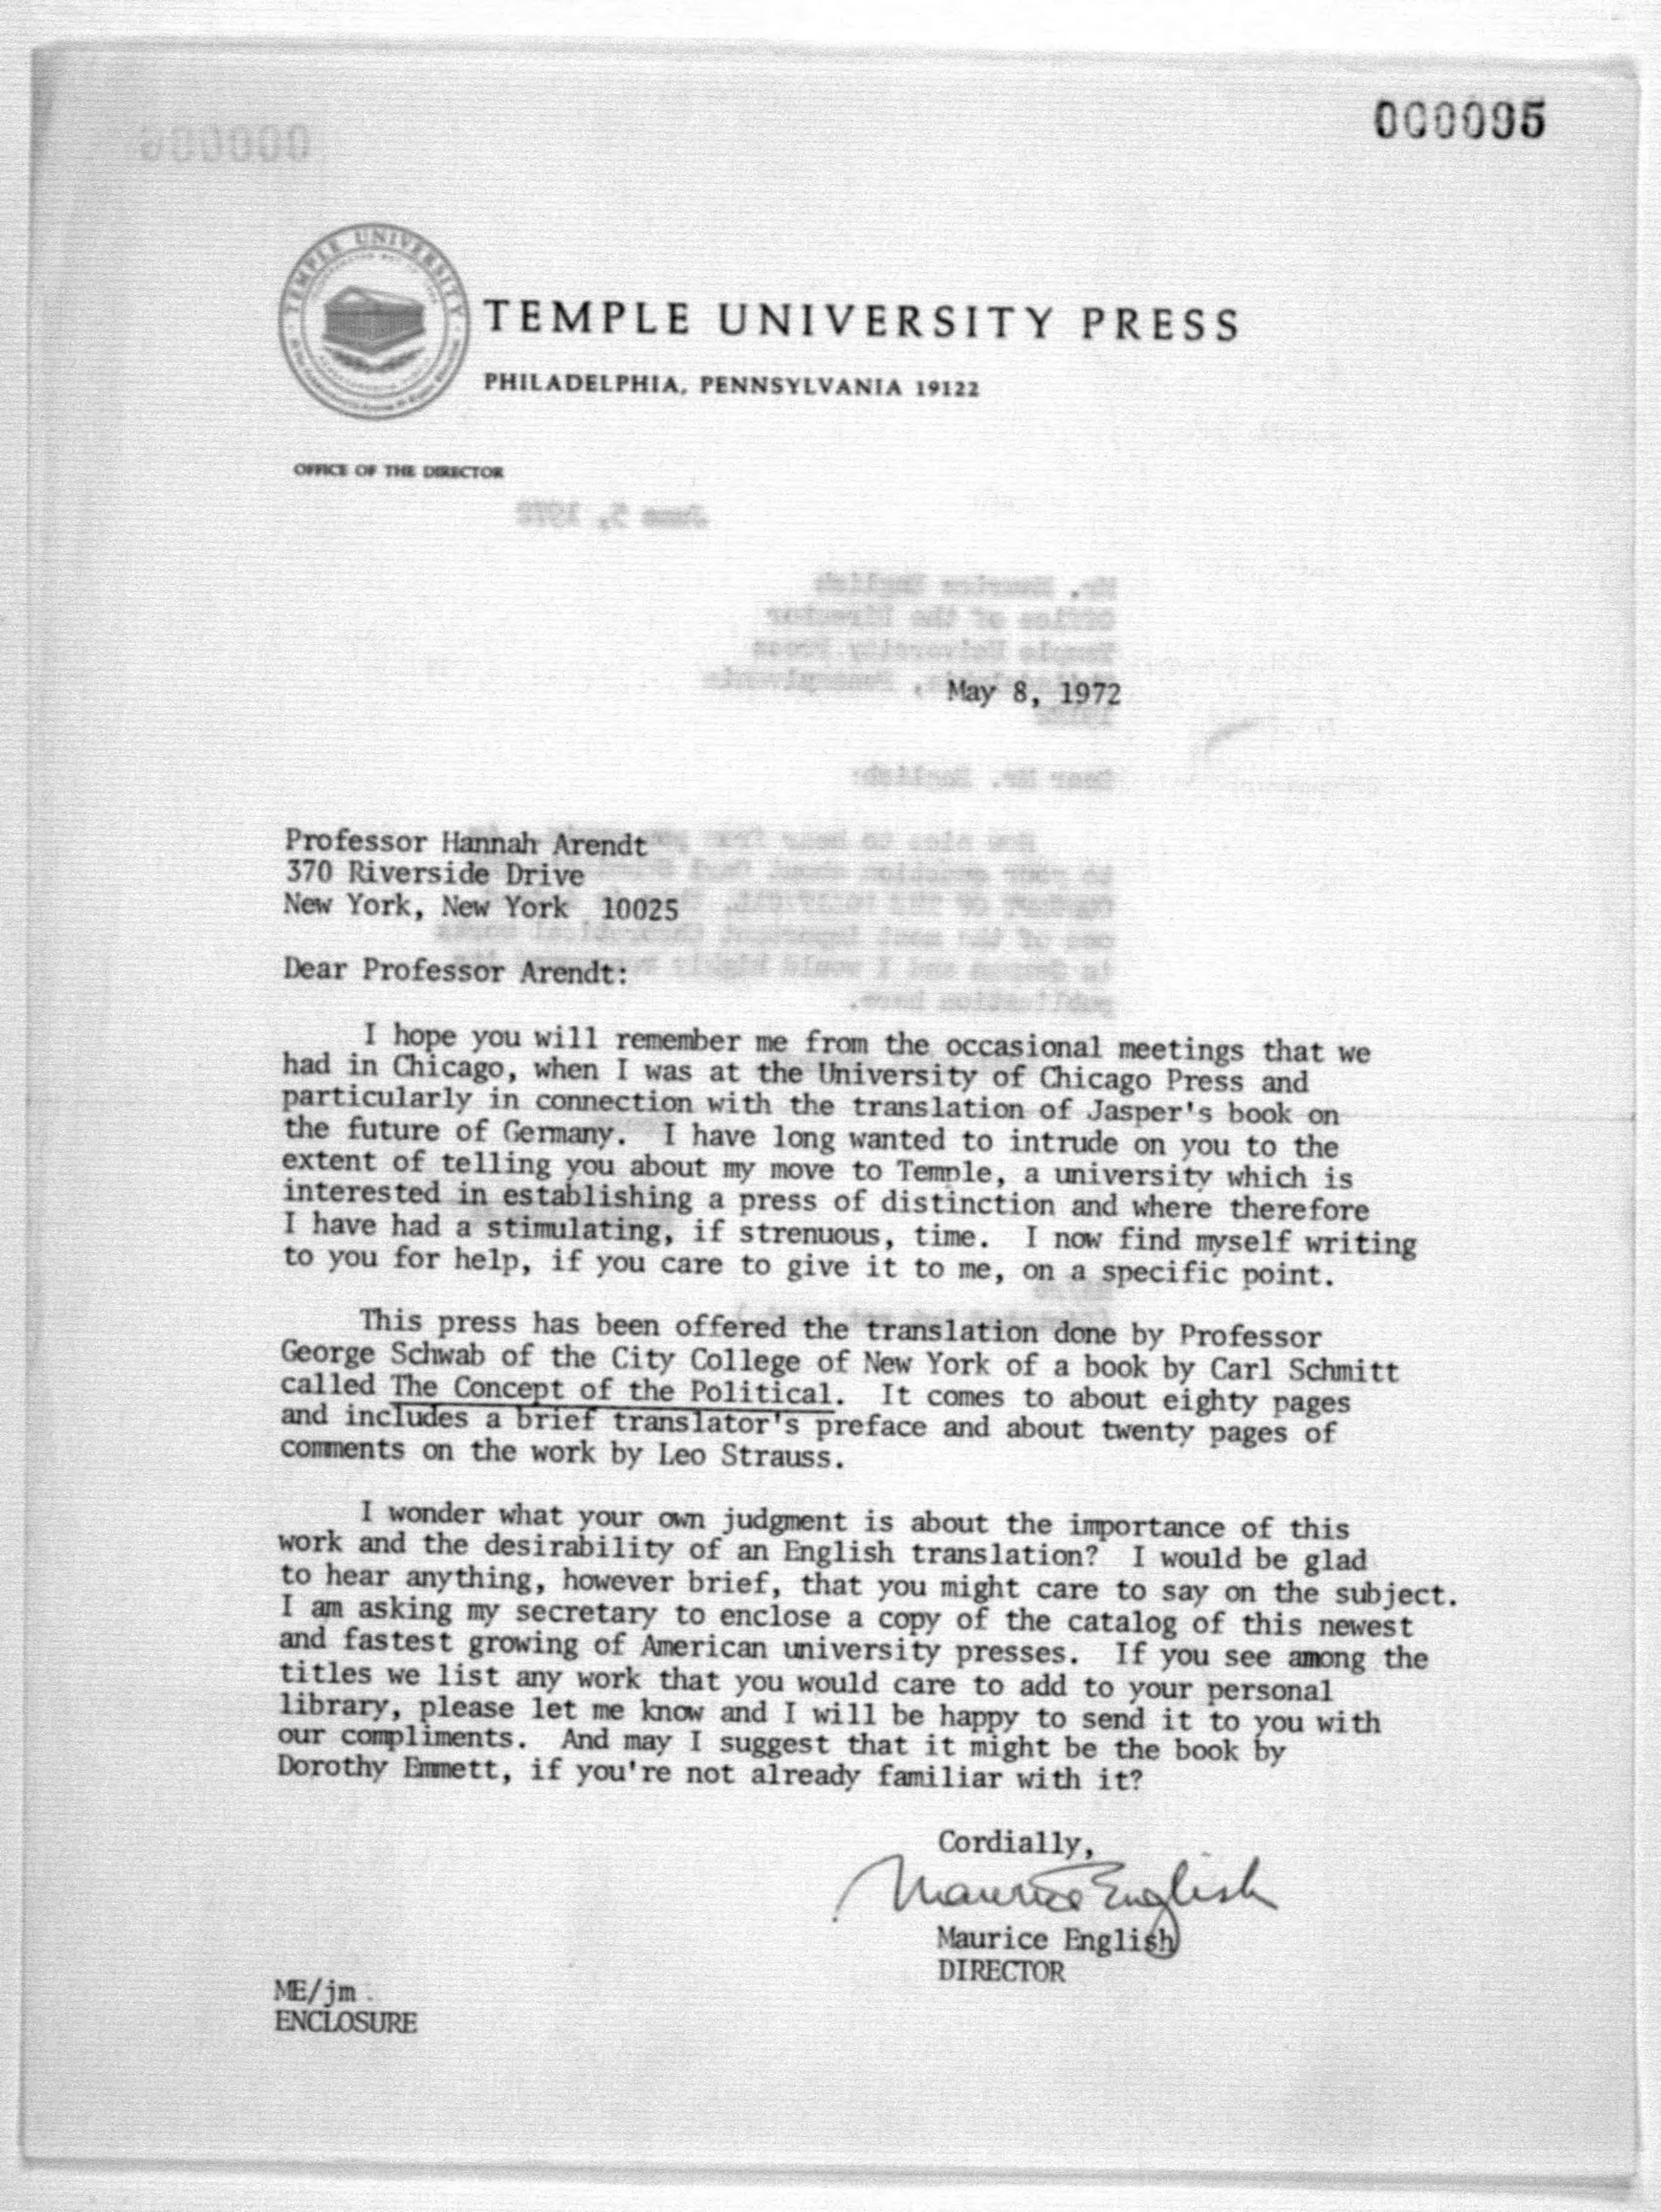 000095
TEMPLE UNIVERSITY
TEMPLE UNIVERSITY PRESS
PHILADELPHIA, PENNSYLVANIA 19122
OFFICE OF THE DIRECTOR
May 8, 1972
Professor Hannah Arendt
370 Riverside Drive
New York, New York 10025
Dear Professor Arendt:
I hope you will remember me from the occasional meetings that we
had in Chicago, when I was at the University of Chicago Press and
particularly in connection with the translation of Jasper's book on
the future of Germany. I have long wanted to intrude on you to the
extent of telling you about my move to Temple, a university which is
interested in establishing a press of distinction and where therefore
I have had a stimulating, if strenuous, time. I now find myself writing
to you for help, if you care to give it to me, on a specific point.
This press has been offered the translation done by Professor
George Schwab of the City College of New York of a book by Carl Schmitt
called The Concept of the Political. It comes to about eighty pages
and includes a brief translator's preface and about twenty pages of
comments on the work by Leo Strauss.
I wonder what your own judgment is about the importance of this
work and the desirability of an English translation? I would be glad
to hear anything, however brief, that you might care to say on the subject.
I am asking my secretary to enclose a copy of the catalog of this newest
and fastest growing of American university presses. If you see among the
titles we list any work that you would care to add to your personal
library, please let me know and I will be happy to send it to you with
our compliments. And may I suggest that it might be the book by
Dorothy Emmett, if you're not already familiar with it?
Cordially,
Maurice English
Maurice English
DIRECTOR
ME/jm
ENCLOSURE